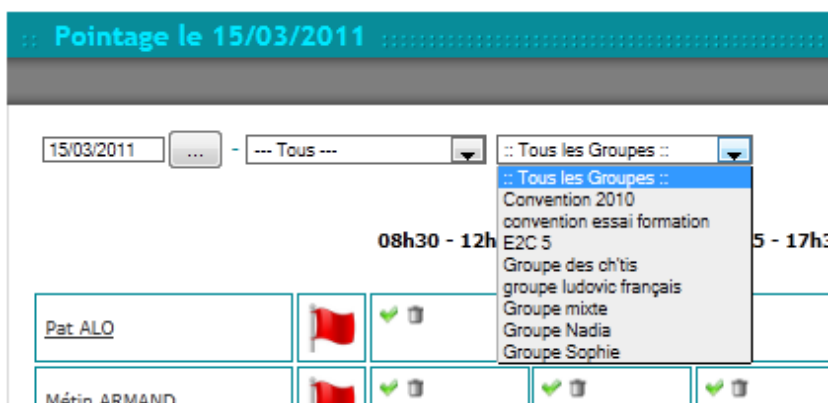 :: Pointage le 15/03/2011
15/03/2011 ... - --- Tous --- :: Tous les Groupes ::
:: Tous les Groupes ::
Convention 2010
convention essai formation
E2C 5
Groupe des ch'tis
groupe ludovic français
Groupe mixte
Groupe Nadia
Groupe Sophie
08h30 - 12h 5 - 17h3
Pat ALO
Métin ARMAND